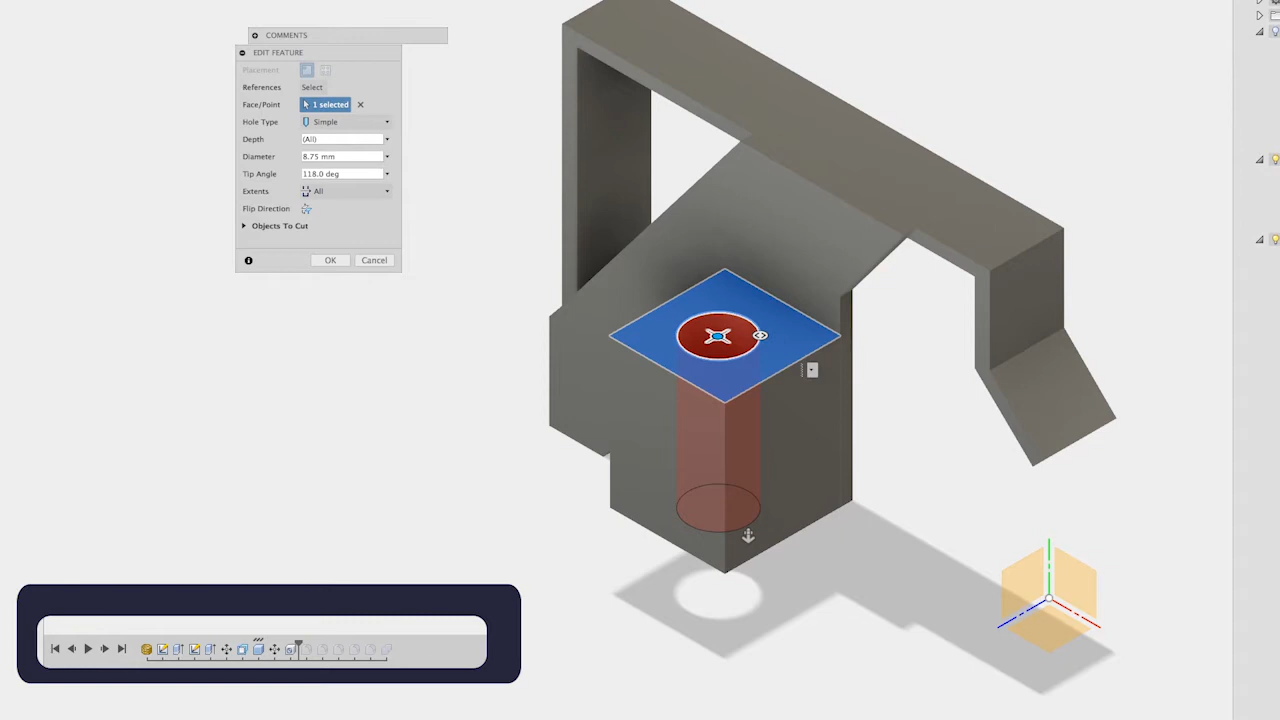 COMMENTS
EDIT FEATURE
Placement
References Select
Face/Point 1 selected
Hole Type Simple
Depth (All)
Diameter 8.75 mm
Tip Angle 118.0 deg
Extents All
Flip Direction
Objects To Cut
OK Cancel